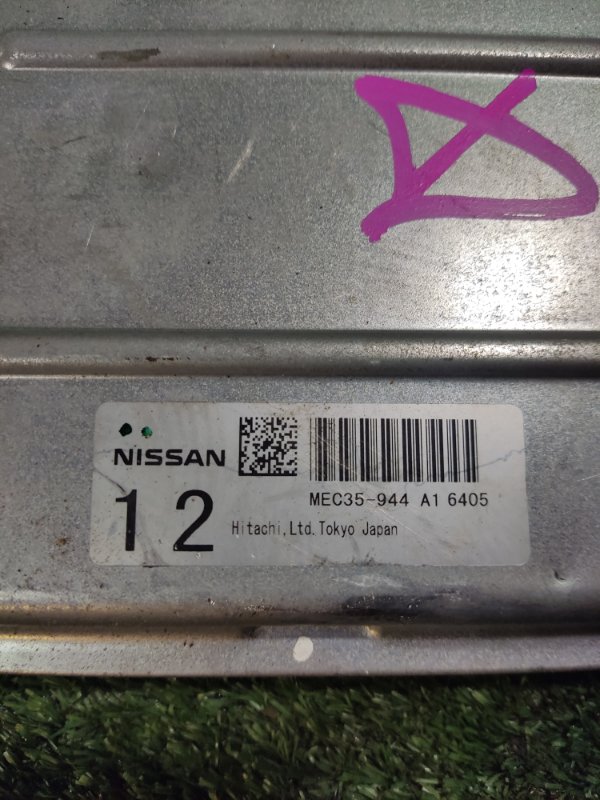 NISSAN
MEC35-944 A1 6405
12
Hitachi,Ltd.Tokyo Japan